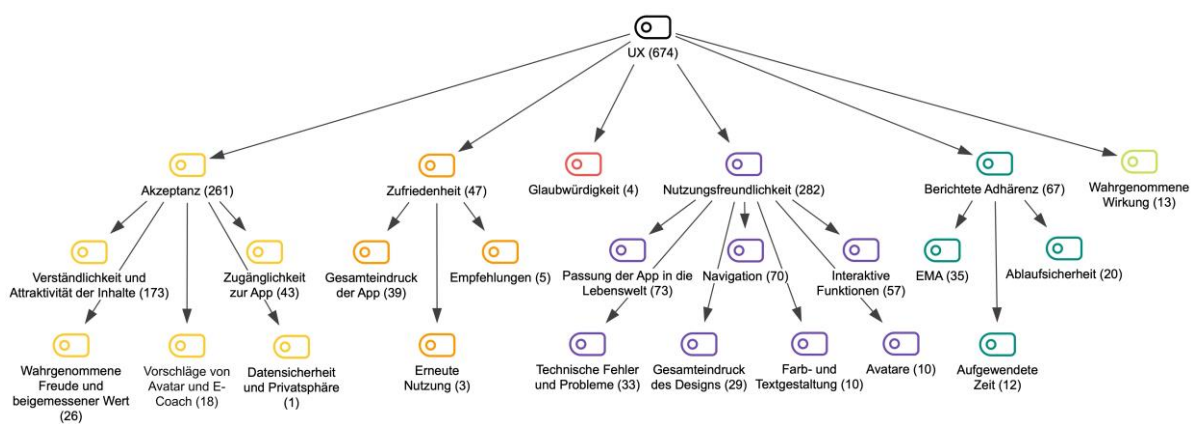 UX (674)
Akzeptanz (261)
Zufriedenheit (47)
Glaubwürdigkeit (4)
Nutzungsfreundlichkeit (282)
Berichtete Adhärenz (67)
Wahrgenommene
Wirkung (13)
Verständlichkeit und
Attraktivität der Inhalte (173)
Zugänglichkeit
zur App (43)
Gesamteindruck
der App (39)
Empfehlungen (5)
Passung der App in die
Lebenswelt (73)
Navigation (70)
Interaktive
Funktionen (57)
EMA (35)
Ablaufsicherheit (20)
Wahrgenommene
Freude und
beigemessener Wert
(26)
Vorschläge von
Avatar und E-
Coach (18)
Datensicherheit
und Privatsphäre
(1)
Erneute
Nutzung (3)
Technische Fehler
und Probleme (33)
Gesamteindruck
des Designs (29)
Farb- und
Textgestaltung (10)
Avatare (10)
Aufgewendete
Zeit (12)